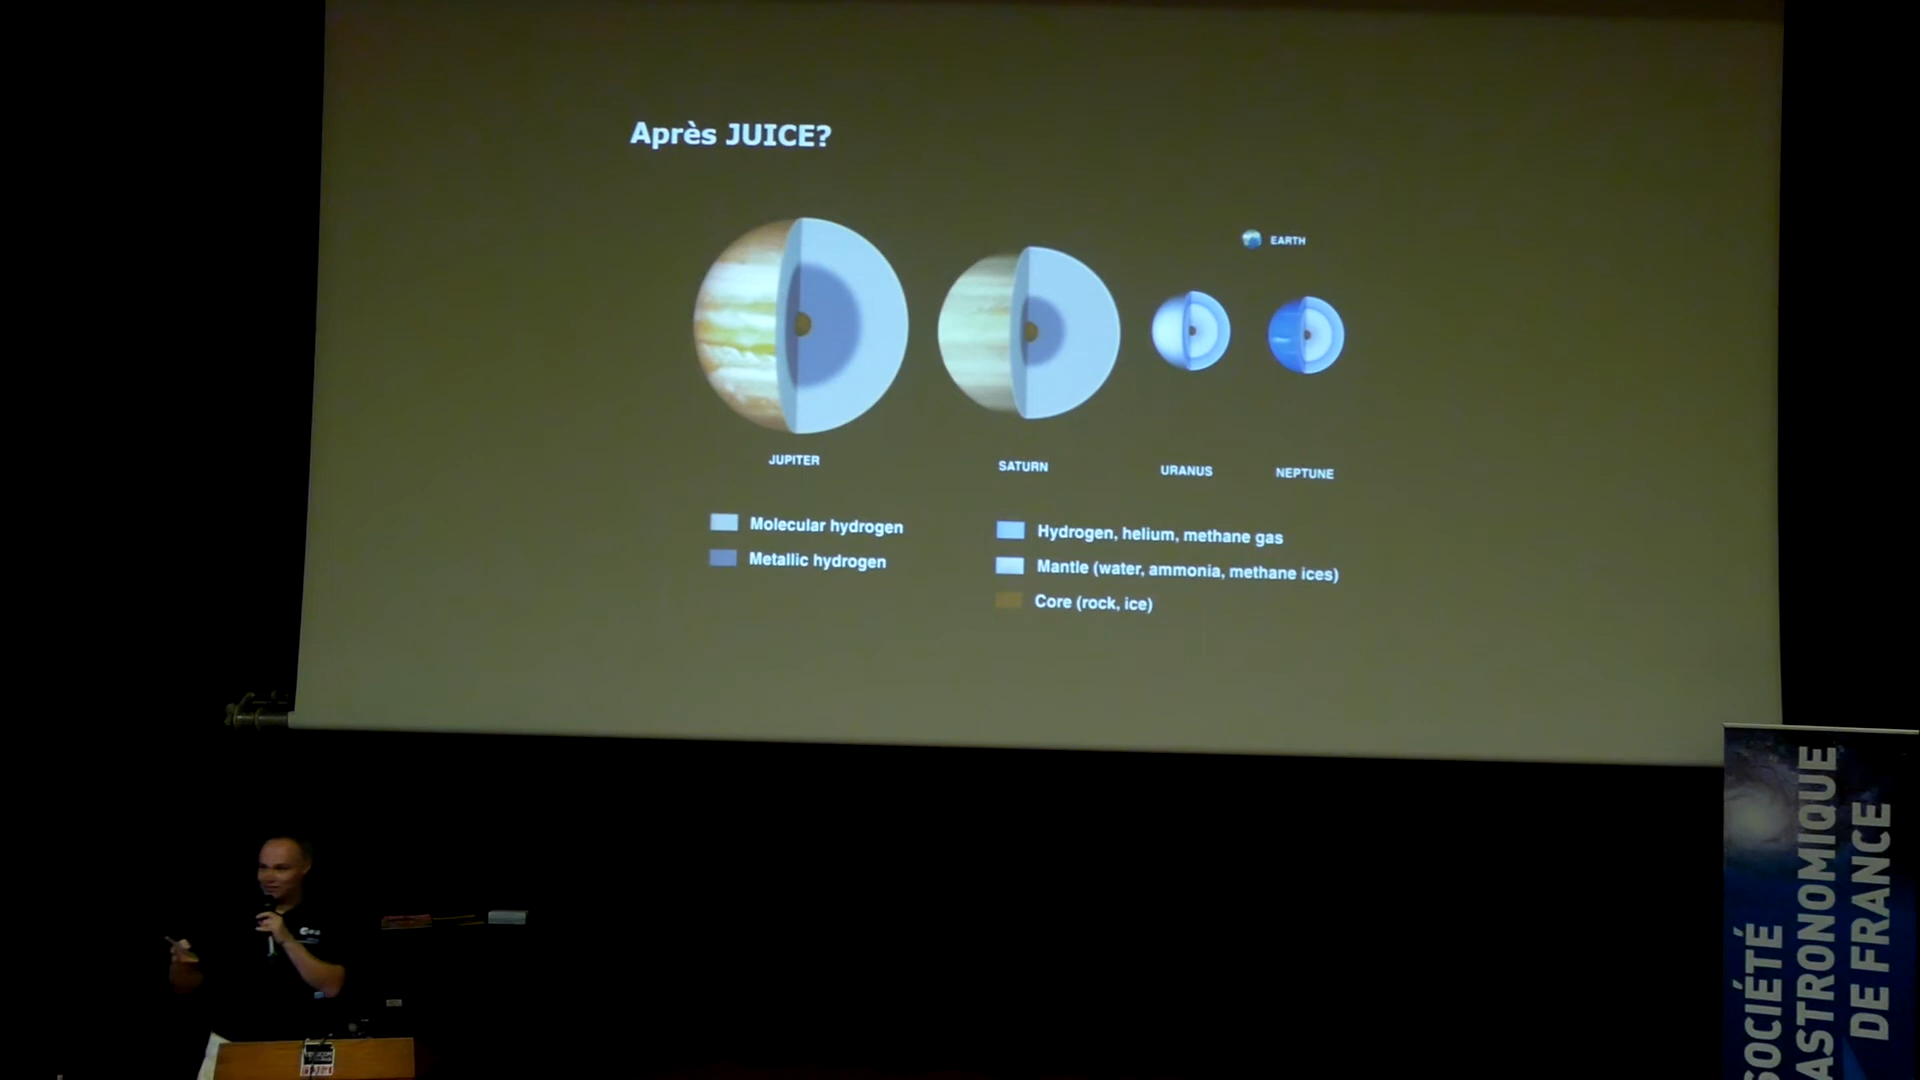 Après JUICE?
EARTH
JUPITER
SATURN
URANUS
NEPTUNE
Molecular hydrogen
Metallic hydrogen
Hydrogen, helium, methane gas
Mantle (water, ammonia, methane ices)
Core (rock, ice)
SOCIÉTÉ
ASTRONOMIQUE
DE FRANCE